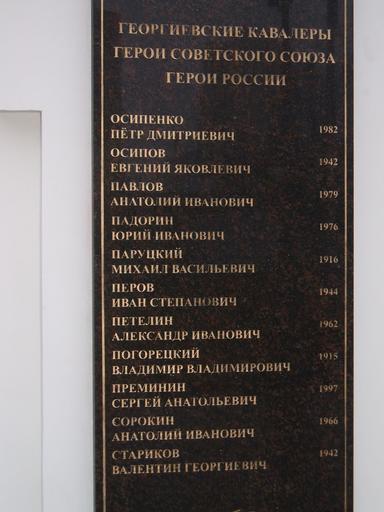 ГЕОРГИЕВСКИЕ КАВАЛЕРЫ
ГЕРОИ СОВЕТСКОГО СОЮЗА
ГЕРОИ РОССИИ
ОСИПЕНКО
ПЁТР ДМИТРИЕВИЧ 1982
ОСИПОВ
ЕВГЕНИЙ ЯКОВЛЕВИЧ 1942
ПАВЛОВ
АНАТОЛИЙ ИВАНОВИЧ 1979
ПАДОРИН
ЮРИЙ ИВАНОВИЧ 1976
ПАРУЦКИЙ
МИХАИЛ ВАСИЛЬЕВИЧ 1916
ПЕРОВ
ИВАН СТЕПАНОВИЧ 1944
ПЕТЕЛИН
АЛЕКСАНДР ИВАНОВИЧ 1962
ПОГОРЕЦКИЙ
ВЛАДИМИР ВЛАДИМИРОВИЧ 1915
ПРЕМИНИН
СЕРГЕЙ АНАТОЛЬЕВИЧ 1997
СОРОКИН
АНАТОЛИЙ ИВАНОВИЧ 1966
СТАРИКОВ
ВАЛЕНТИН ГЕОРГИЕВИЧ 1942